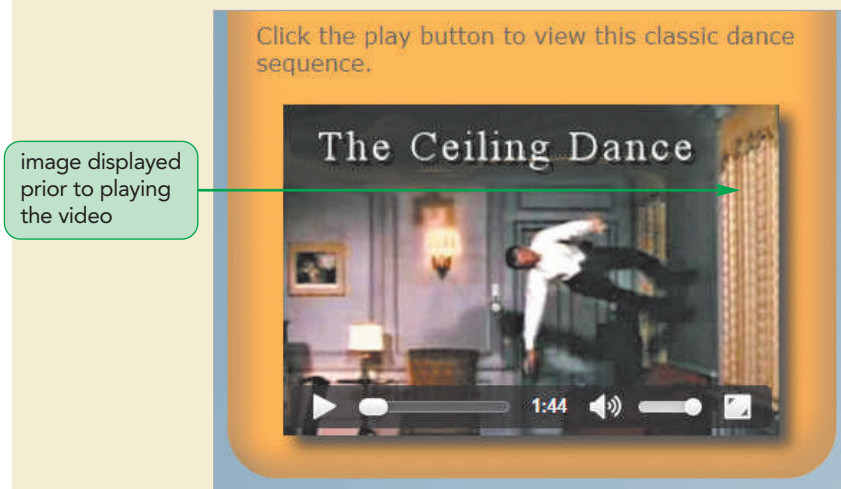 Click the play button to view this classic dance
sequence.
The Ceiling Dance
image displayed
prior to playing
the video
1:44